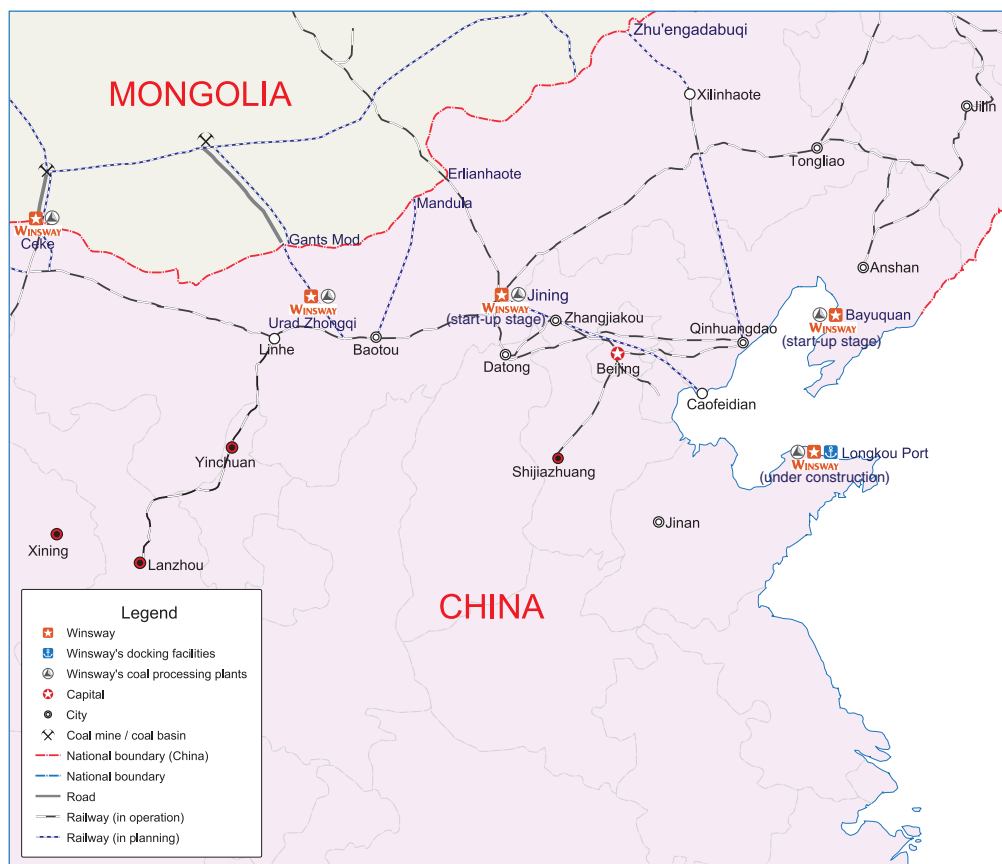 Zhu'engadabuqi
MONGOLIA
Xilinhaote
Jilin
Tongliao
Erlianhaote
Mandula
WINSWAY
Ceke
Gants Mod
Anshan
WINSWAY
Urad Zhongqi
WINSWAY
Jining
(start-up stage)
Zhangjiakou
Qinhuangdao
WINSWAY
Bayuquan
(start-up stage)
Linhe
Baotou
Datong
Beijing
Caofeidian
Yinchuan
Shijiazhuang
WINSWAY
Longkou Port
(under construction)
Jinan
Xining
Lanzhou
CHINA
Legend
Winsway
Winsway's docking facilities
Winsway's coal processing plants
Capital
City
Coal mine / coal basin
National boundary (China)
National boundary
Road
Railway (in operation)
Railway (in planning)